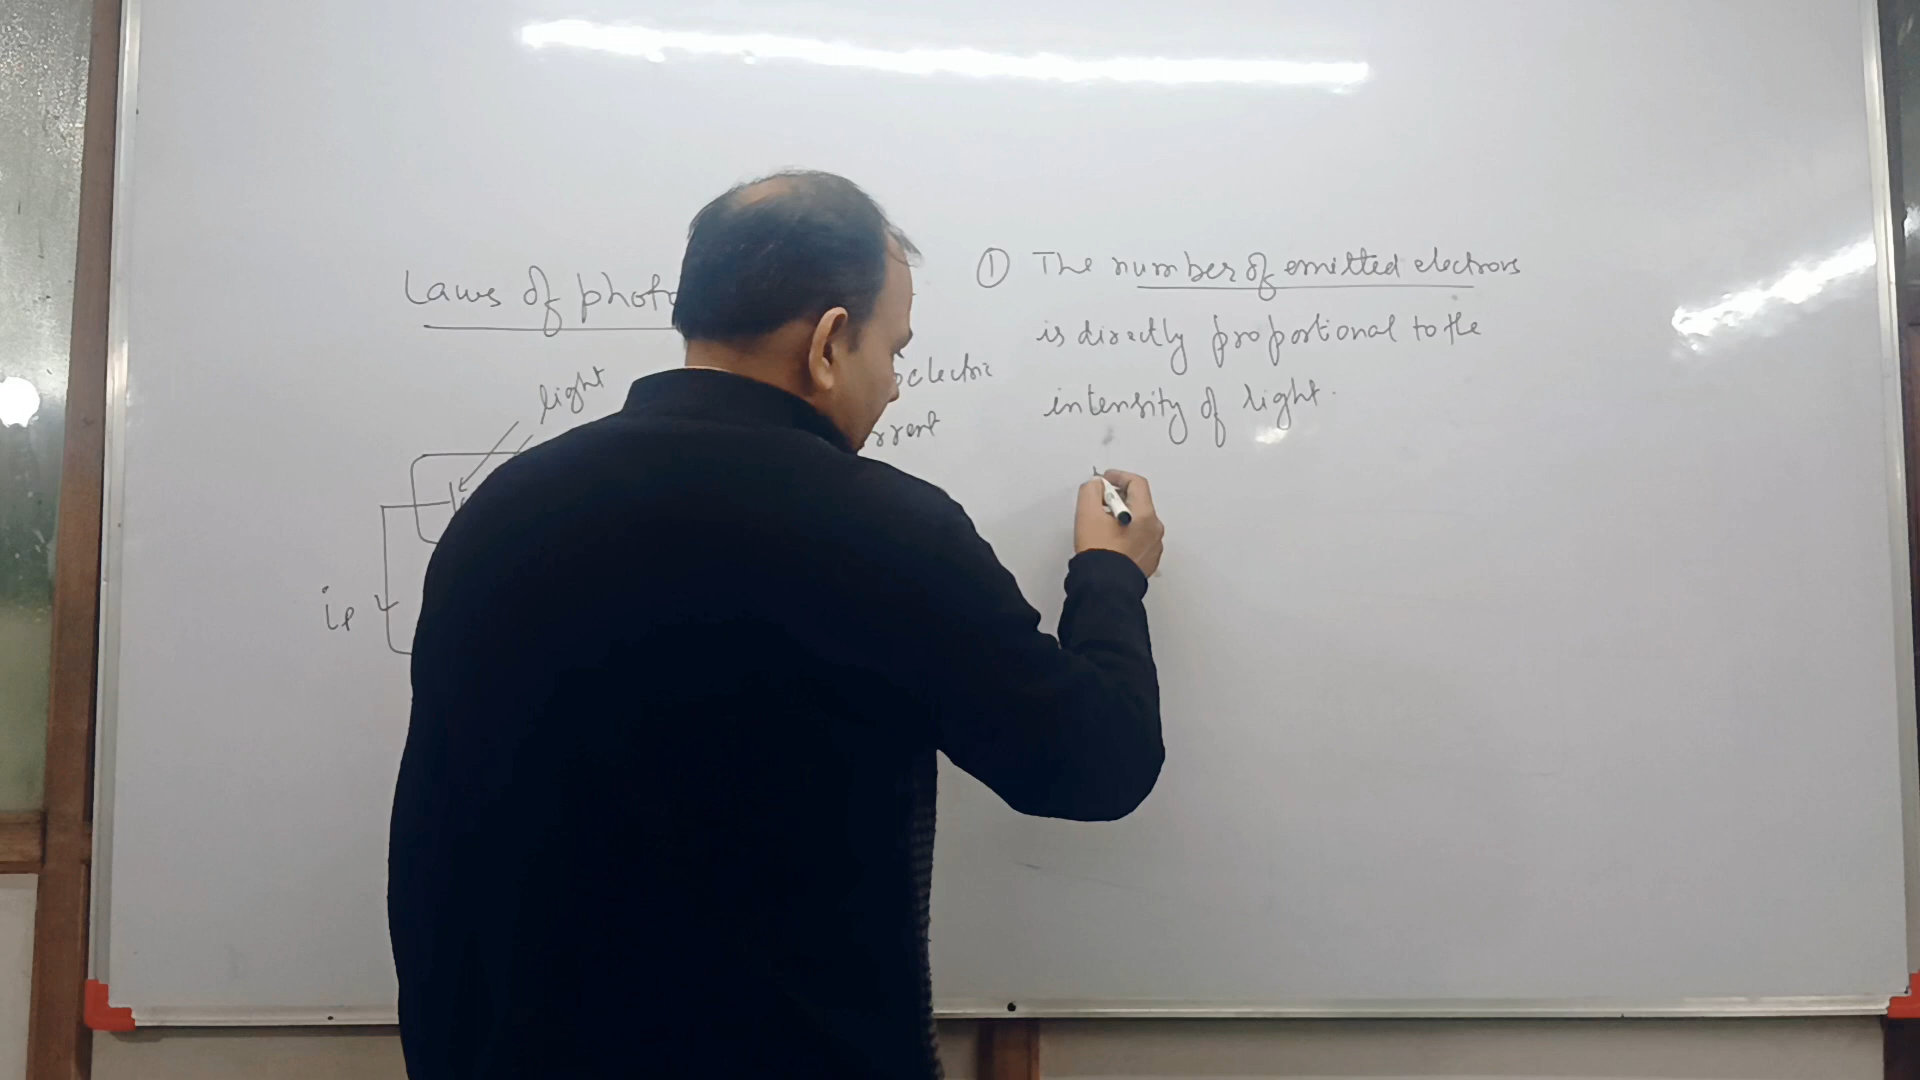 Laws of photo
light
oelectric
rrent
ip
① The number of emitted electrons
is directly proportional to the
intensity of light.